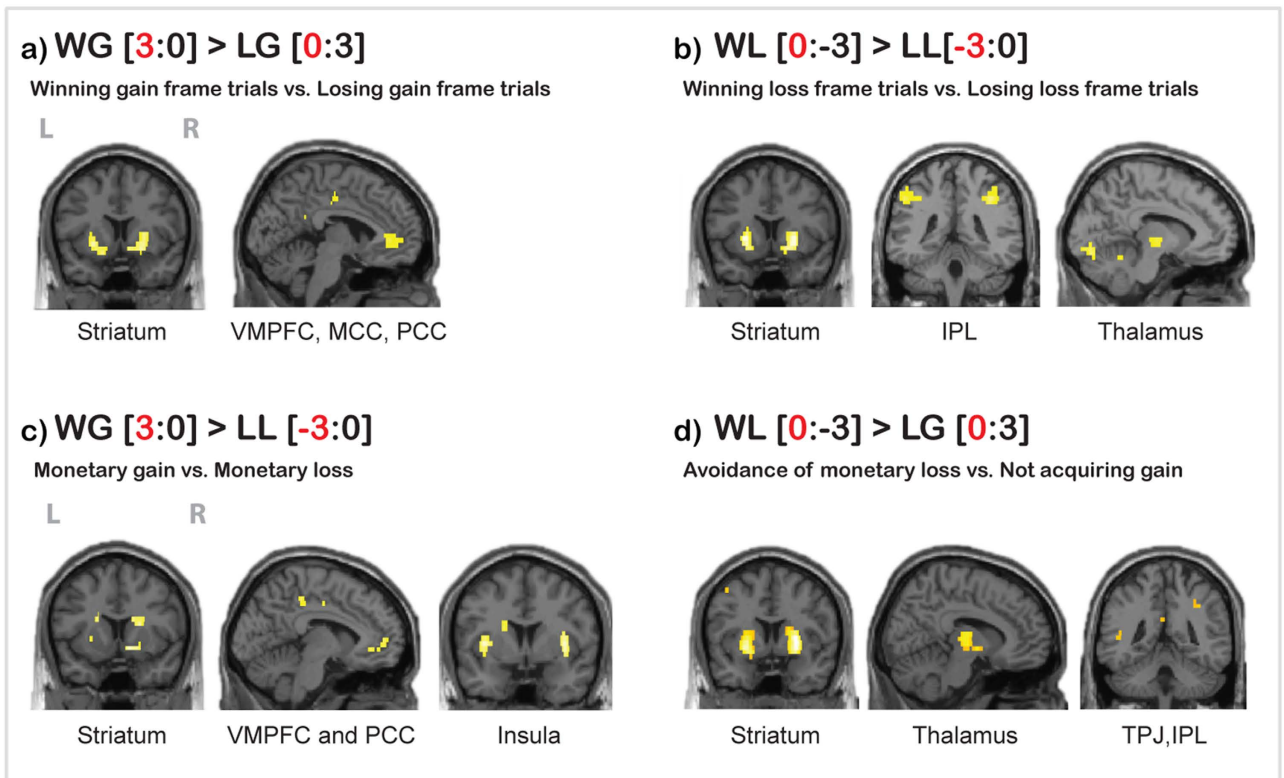 a) WG [3:0] > LG [0:3]
Winning gain frame trials vs. Losing gain frame trials
L R
Striatum VMPFC, MCC, PCC
b) WL [0:-3] > LL[-3:0]
Winning loss frame trials vs. Losing loss frame trials
Striatum IPL Thalamus
c) WG [3:0] > LL [-3:0]
Monetary gain vs. Monetary loss
L R
Striatum VMPFC and PCC Insula
d) WL [0:-3] > LG [0:3]
Avoidance of monetary loss vs. Not acquiring gain
Striatum Thalamus TPJ,IPL